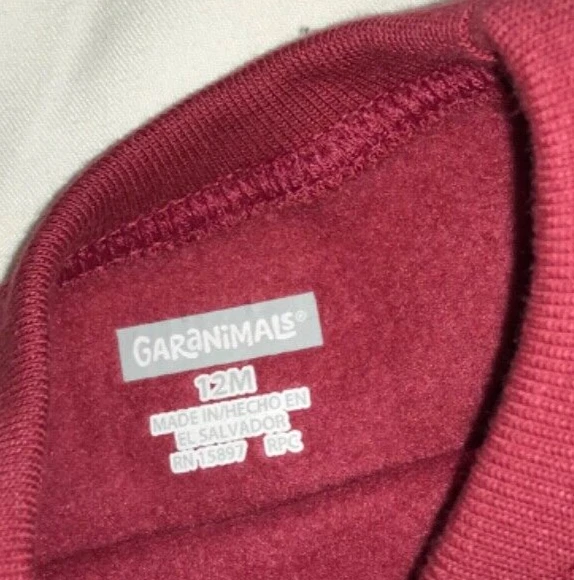 GARANiMALS®
12M
MADE IN/HECHO EN
EL SALVADOR
RN 15897 RPC